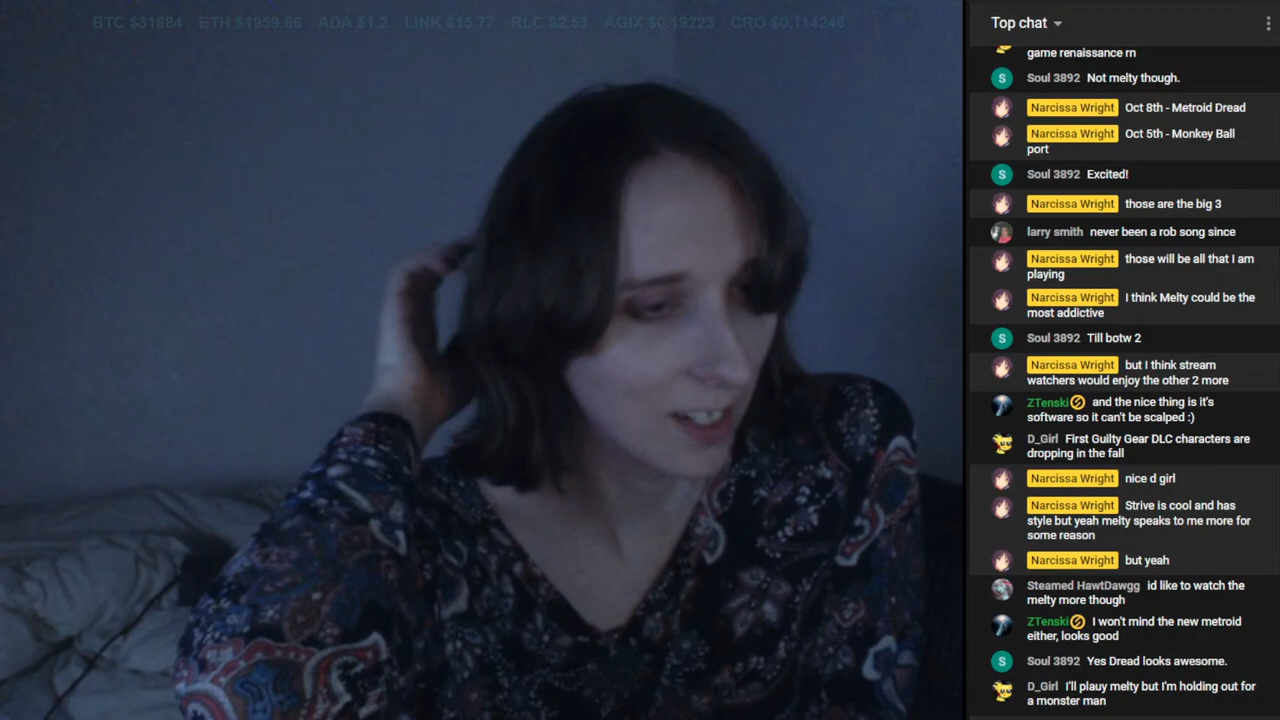 BTC $31884 ETH $1959.66 ADA $1.2 LINK $15.77 RLC $2.53 AGIX $0.19223 CRO $0.114246
Top chat
game renaissance rn
Soul 3892 Not melty though.
Narcissa Wright Oct 8th - Metroid Dread
Narcissa Wright Oct 5th - Monkey Ball
port
Soul 3892 Excited!
Narcissa Wright those are the big 3
larry smith never been a rob song since
Narcissa Wright those will be all that I am
playing
Narcissa Wright I think Melty could be the
most addictive
Soul 3892 Till botw 2
Narcissa Wright but I think stream
watchers would enjoy the other 2 more
ZTenski and the nice thing is it's
software so it can't be scalped :)
D_Girl First Guilty Gear DLC characters are
dropping in the fall
Narcissa Wright nice d girl
Narcissa Wright Strive is cool and has
style but yeah melty speaks to me more for
some reason
Narcissa Wright but yeah
Steamed HawtDawgg id like to watch the
melty more though
ZTenski I won't mind the new metroid
either, looks good
Soul 3892 Yes Dread looks awesome.
D_Girl I'll plauy melty but I'm holding out for
a monster man